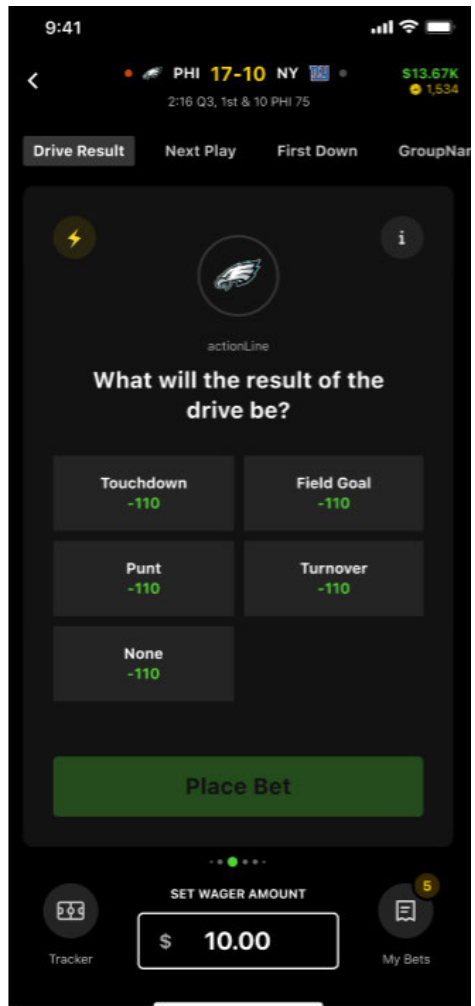 9:41
PHI 17-10 NY
$13.67K
1,534
2:16 Q3, 1st & 10 PHI 75
Drive Result Next Play First Down GroupNar
i
actionLine
What will the result of the
drive be?
Touchdown
-110
Field Goal
-110
Punt
-110
Turnover
-110
None
-110
Place Bet
SET WAGER AMOUNT
$ 10.00
Tracker
5
My Bets